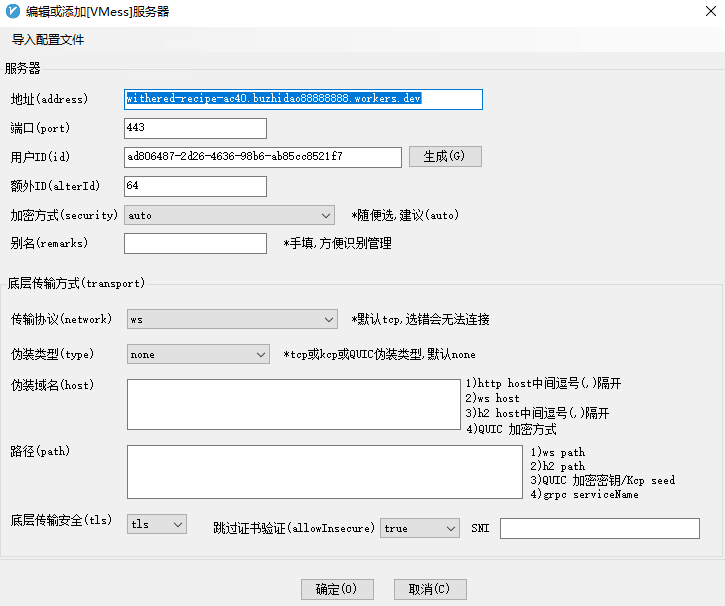 编辑或添加[VMess]服务器
导入配置文件
服务器
地址(address) withered-recipe-ac40.buzhidao88888888.workers.dev
端口(port) 443
用户ID(id) ad806487-2d26-4636-98b6-ab85cc8521f7 生成(G)
额外ID(alterId) 64
加密方式(security) auto *随便选,建议(auto)
别名(remarks) *手填,方便识别管理
底层传输方式(transport)
传输协议(network) ws *默认tcp,选错会无法连接
伪装类型(type) none *tcp或kcp或QUIC伪装类型,默认none
伪装域名(host)
1)http host中间逗号(,)隔开
2)ws host
3)h2 host中间逗号(,)隔开
4)QUIC 加密方式
路径(path)
1)ws path
2)h2 path
3)QUIC 加密密钥/Kcp seed
4)grpc serviceName
底层传输安全(tls) tls 跳过证书验证(allowInsecure) true SNI
确定(O) 取消(C)